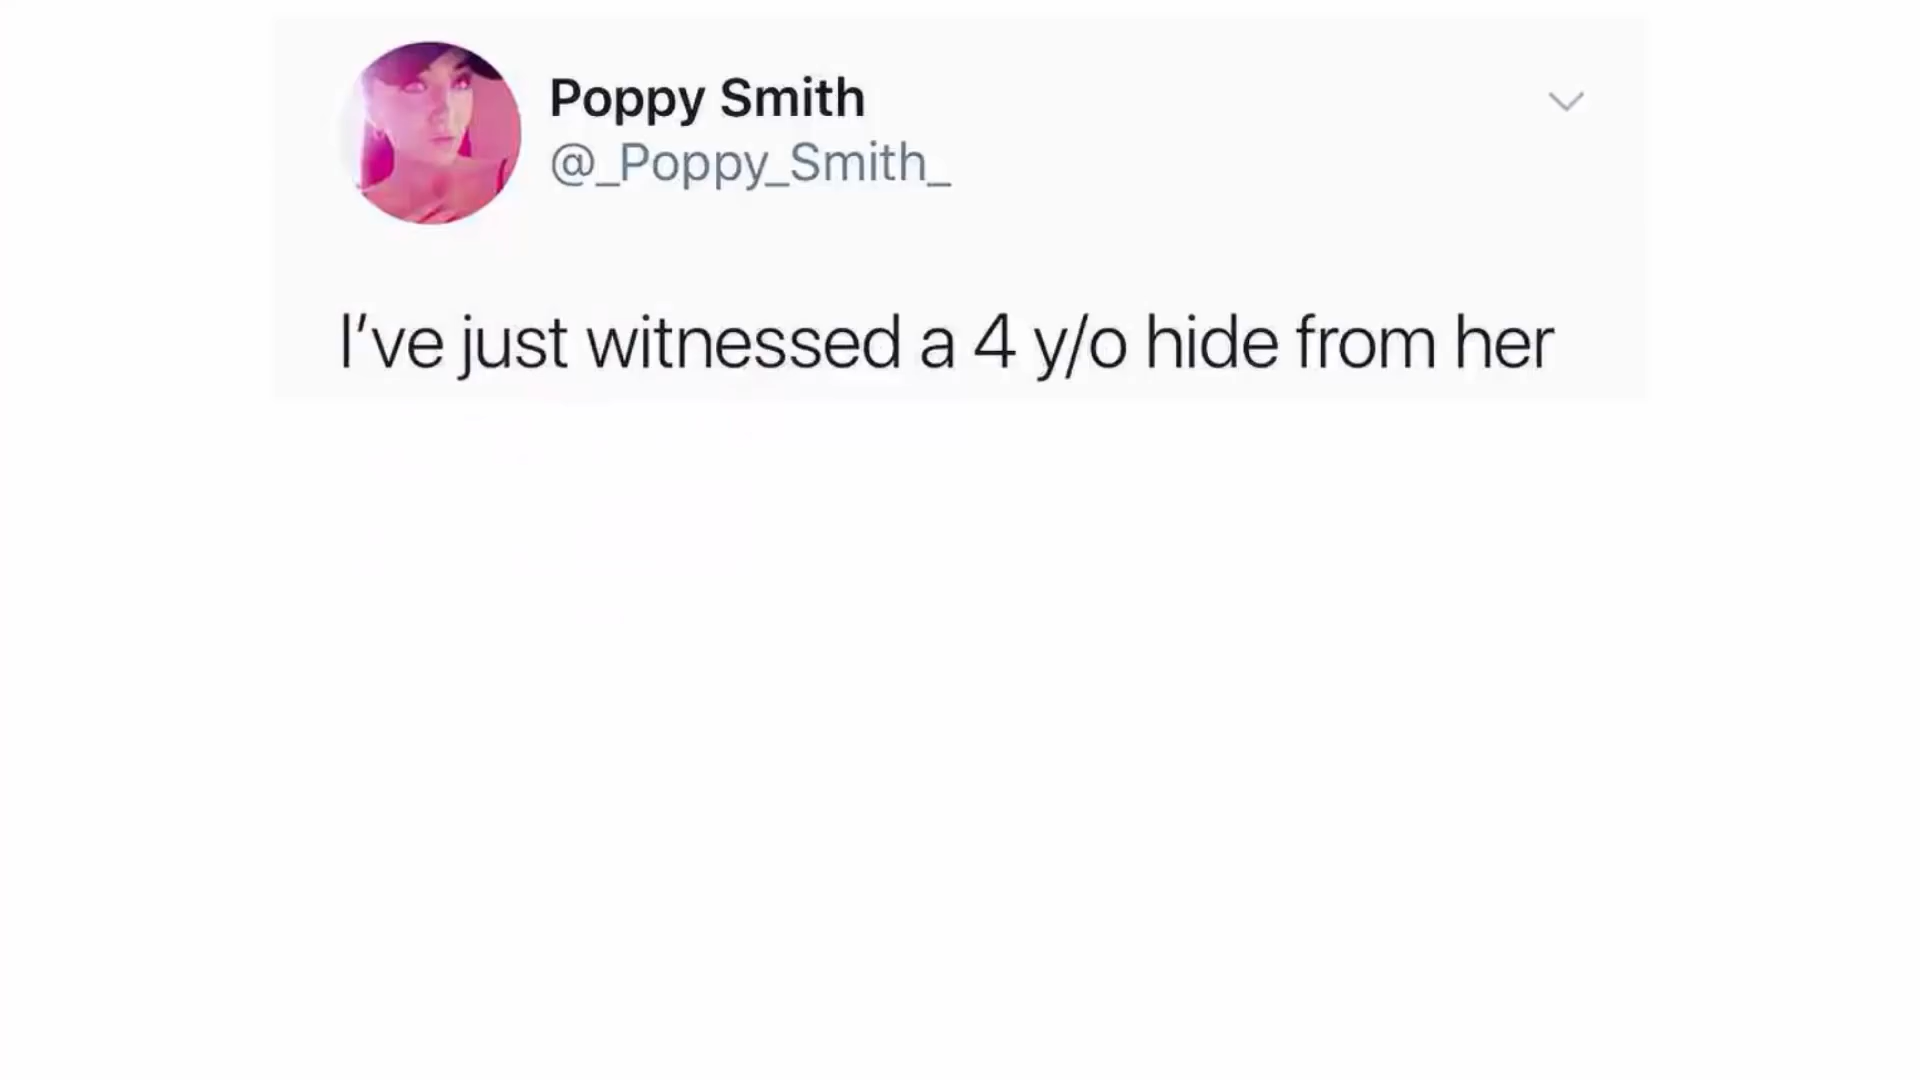 Poppy Smith
@_Poppy_Smith_
I’ve just witnessed a 4 y/o hide from her